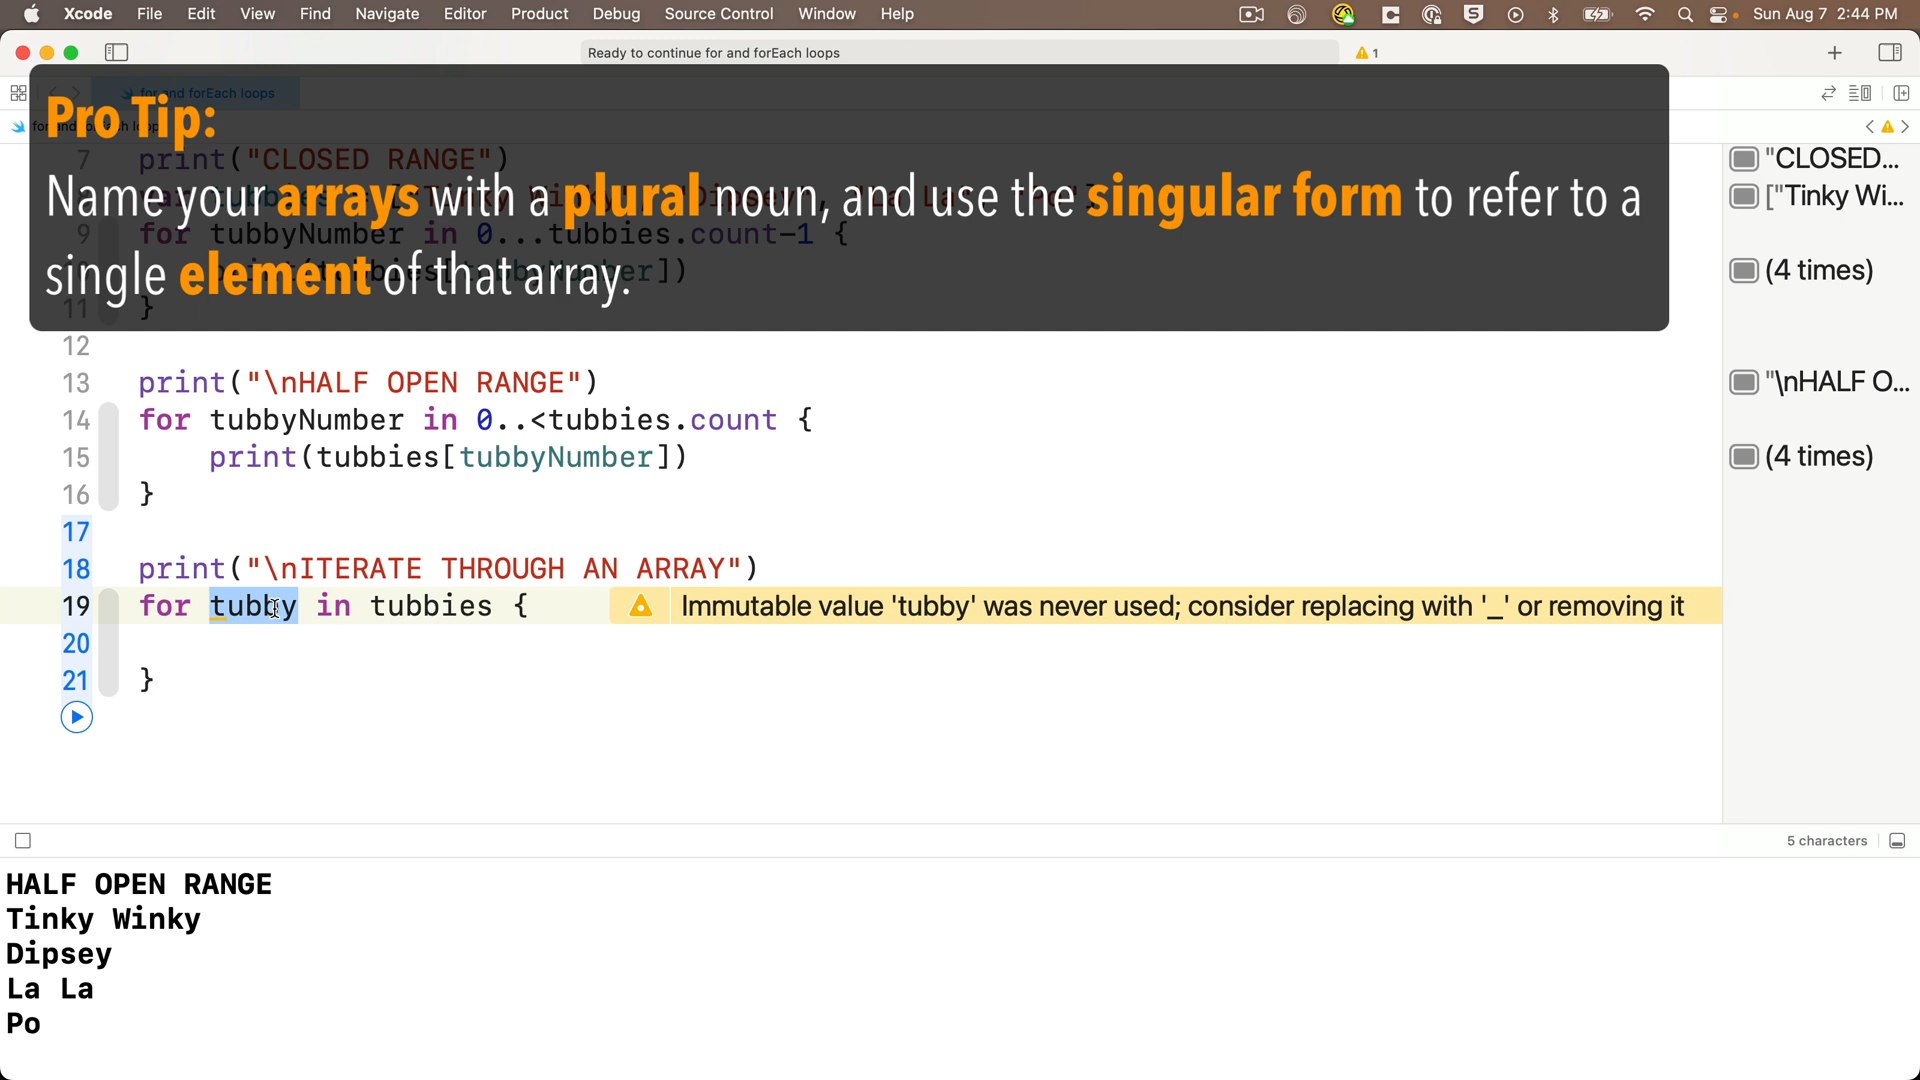 Xcode File Edit View Find Navigate Editor Product Debug Source Control Window Help Sun Aug 7 2:44 PM
Ready to continue for and forEach loops 1
for and forEach loops
Pro Tip:
Name your arrays with a plural noun, and use the singular form to refer to a
single element of that array.
7 print("CLOSED RANGE") "CLOSED...
["Tinky Wi...
9 for tubbyNumber in 0...tubbies.count-1 {
(4 times)
11 }
12
13 print("\nHALF OPEN RANGE") "\nHALF O...
14 for tubbyNumber in 0..<tubbies.count {
15 print(tubbies[tubbyNumber]) (4 times)
16 }
17
18 print("\nITERATE THROUGH AN ARRAY")
19 for tubby in tubbies { Immutable value 'tubby' was never used; consider replacing with '_' or removing it
20
21 }
5 characters
HALF OPEN RANGE
Tinky Winky
Dipsey
La La
Po